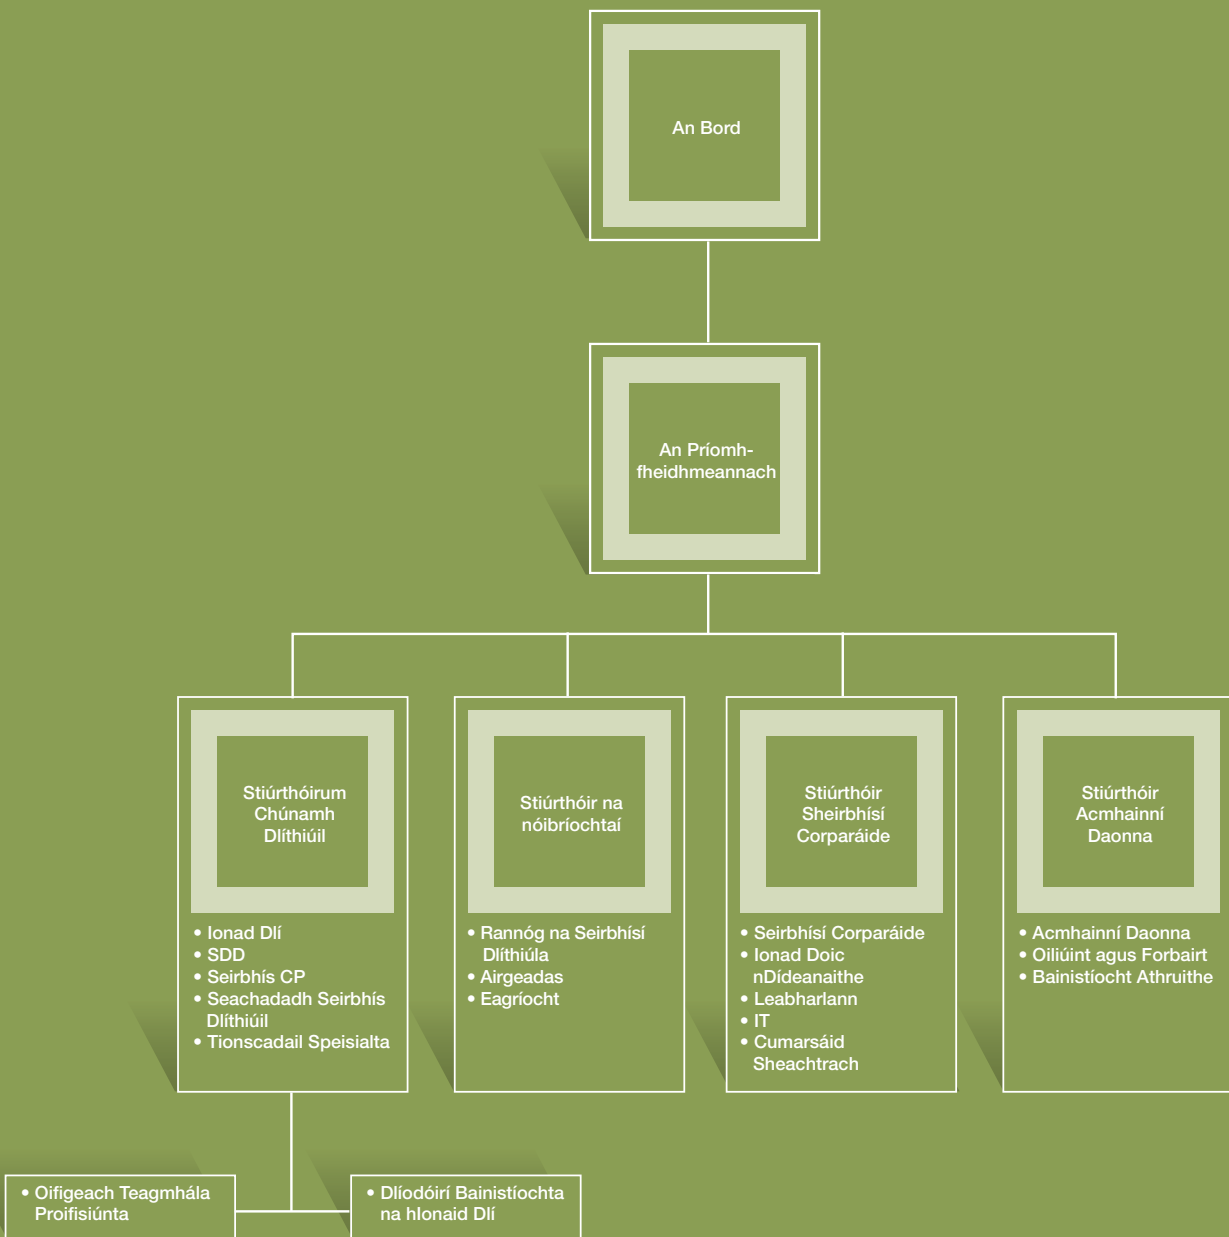 An Bord
An Príomh-
fheidhmeannach
Stiúrthóirum
Chúnamh
Dlíthiúil
• Ionad Dlí
• SDD
• Seirbhís CP
• Seachadadh Seirbhís
Dlíthiúil
• Tionscadail Speisialta
Stiúrthóir na
nóibríochtaí
• Rannóg na Seirbhísí
Dlíthiúla
• Airgeadas
• Eagríocht
Stiúrthóir
Sheirbhísí
Corparáide
• Seirbhísí Corparáide
• Ionad Doic
nDídeanaithe
• Leabharlann
• IT
• Cumarsáid
Sheachtrach
Stiúrthóir
Acmhainní
Daonna
• Acmhainní Daonna
• Oiliúint agus Forbairt
• Bainistíocht Athruithe
• Oifigeach Teagmhála
Proifisiúnta
• Dlíodóirí Bainistíochta
na hIonaid Dlí